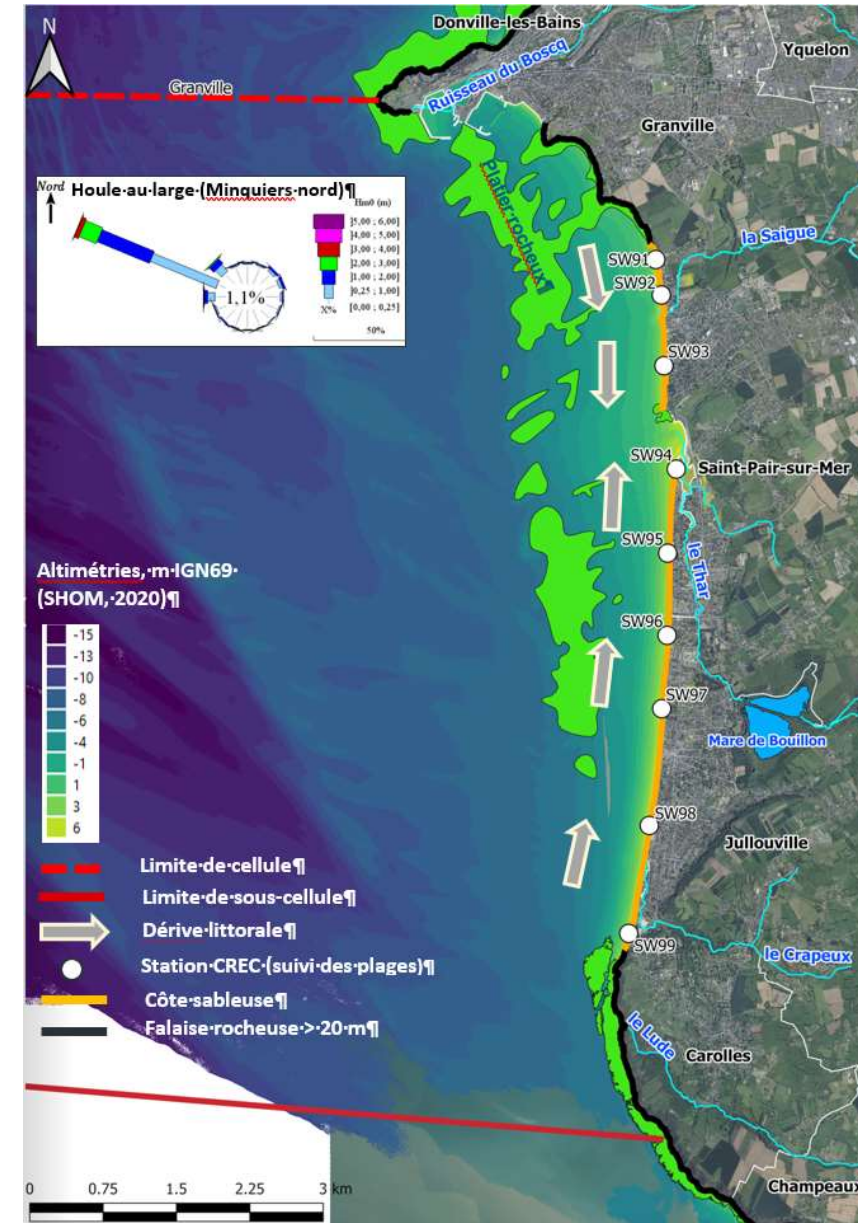 Donville-les-Bains
N
Yquelon
Granville
Ruisseau du Boscq
Granville
Platier·rocheux¶
Nord
Houle·au·large·(Minquiers·nord)¶
Hm0 (m)
]5,00 ; 6,00]
]4,00 ; 5,00]
]3,00 ; 4,00]
]2,00 ; 3,00]
]1,00 ; 2,00]
]0,25 ; 1,00]
[0,00 ; 0,25]
X%
1,1%
50%
la Saigue
SW91
SW92
SW93
SW94
Saint-Pair-sur-Mer
SW95
le Thar
SW96
SW97
Mare de Bouillon
SW98
Jullouville
SW99
le Crapeux
le Lude
Carolles
Champeaux
Altimétries,·m·IGN69·
(SHOM,·2020)¶
-15
-13
-10
-8
-6
-4
-1
1
3
6
Limite·de·cellule¶
Limite·de·sous-cellule¶
Dérive·littorale¶
Station·CREC·(suivi·des·plages)¶
Côte·sableuse¶
Falaise·rocheuse·>·20·m¶
0 0.75 1.5 2.25 3 km